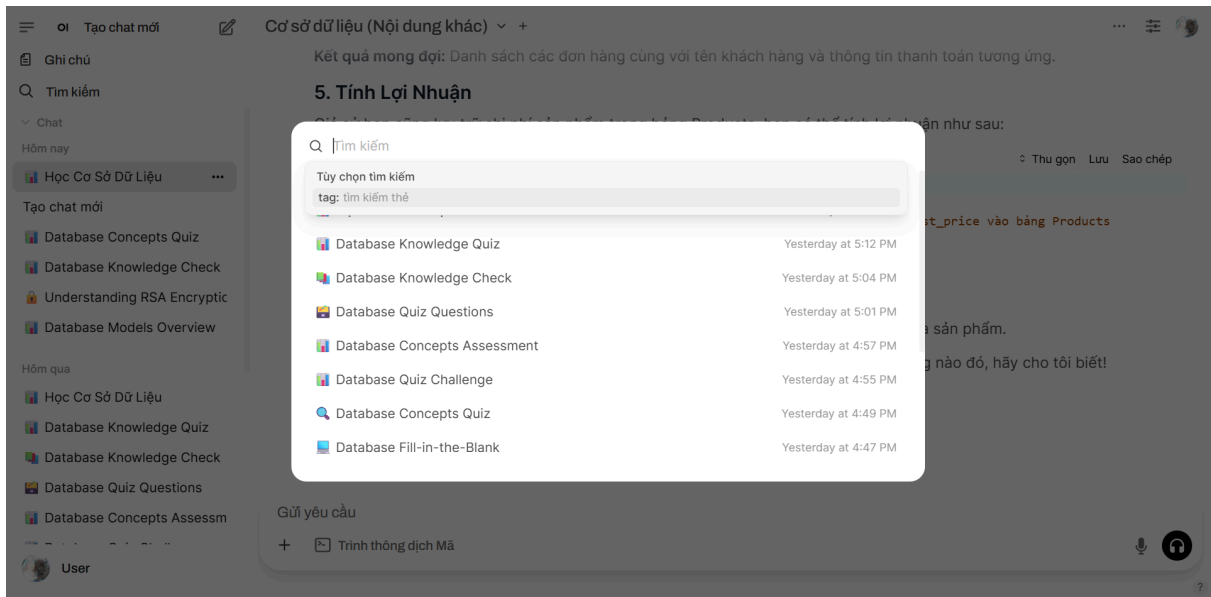 OI Tạo chat mới
Ghi chú
Tìm kiếm
Chat
Hôm nay
Học Cơ Sở Dữ Liệu ...
Tạo chat mới
Database Concepts Quiz
Database Knowledge Check
Understanding RSA Encryptic
Database Models Overview
Hôm qua
Học Cơ Sở Dữ Liệu
Database Knowledge Quiz
Database Knowledge Check
Database Quiz Questions
Database Concepts Assessm
User
Cơ sở dữ liệu (Nội dung khác) +
Kết quả mong đợi: Danh sách các đơn hàng cùng với tên khách hàng và thông tin thanh toán tương ứng.
5. Tính Lợi Nhuận
ận như sau:
Thu gọn Lưu Sao chép
st_price vào bảng Products
sản phẩm.
nào đó, hãy cho tôi biết!
Tìm kiếm
Tùy chọn tìm kiếm
tag: tìm kiếm thẻ
Database Knowledge Quiz Yesterday at 5:12 PM
Database Knowledge Check Yesterday at 5:04 PM
Database Quiz Questions Yesterday at 5:01 PM
Database Concepts Assessment Yesterday at 4:57 PM
Database Quiz Challenge Yesterday at 4:55 PM
Database Concepts Quiz Yesterday at 4:49 PM
Database Fill-in-the-Blank Yesterday at 4:47 PM
Gửi yêu cầu
+ Trình thông dịch Mã
?